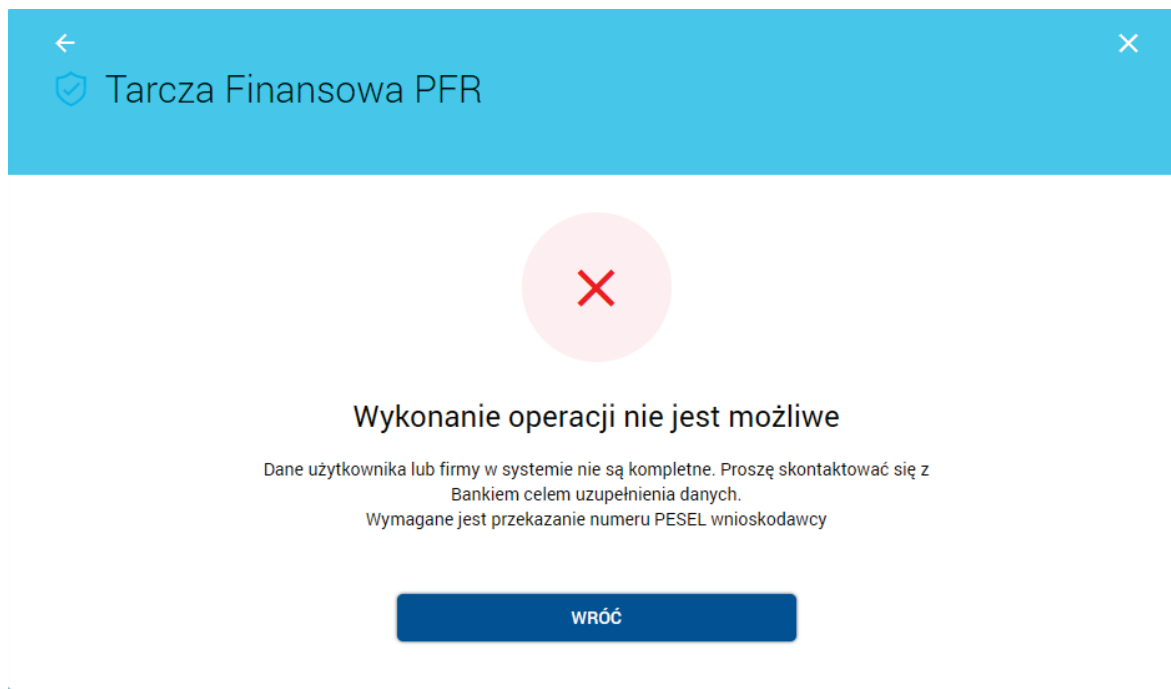 Tarcza Finansowa PFR
Wykonanie operacji nie jest możliwe
Dane użytkownika lub firmy w systemie nie są kompletne. Proszę skontaktować się z
Bankiem celem uzupełnienia danych.
Wymagane jest przekazanie numeru PESEL wnioskodawcy
WRÓĆ